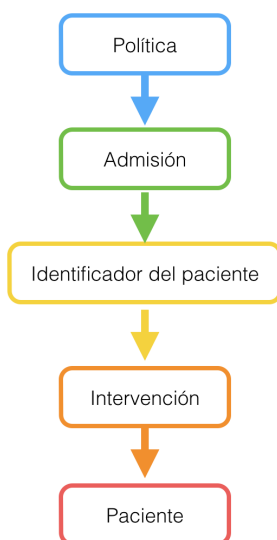 Política
Admisión
Identificador del paciente
Intervención
Paciente